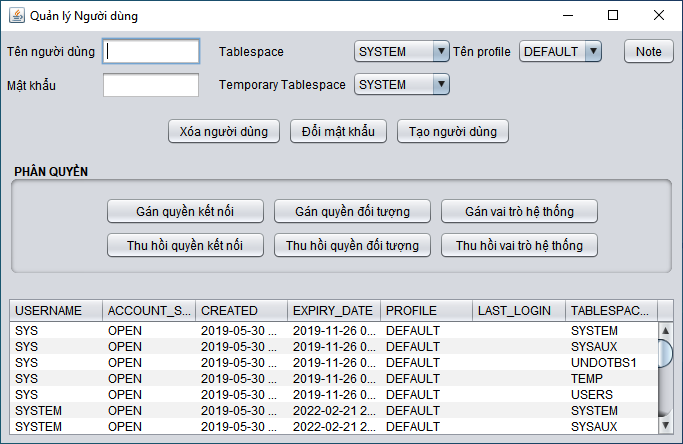 Quản lý Người dùng
Tên người dùng Tablespace SYSTEM Tên profile DEFAULT Note
Mật khẩu Temporary Tablespace SYSTEM
Xóa người dùng Đổi mật khẩu Tạo người dùng
PHÂN QUYỀN
Gán quyền kết nối Gán quyền đối tượng Gán vai trò hệ thống
Thu hồi quyền kết nối Thu hồi quyền đối tượng Thu hồi vai trò hệ thống
USERNAME ACCOUNT_S... CREATED EXPIRY_DATE PROFILE LAST_LOGIN TABLESPAC...
SYS OPEN 2019-05-30 ... 2019-11-26 0... DEFAULT SYSTEM
SYS OPEN 2019-05-30 ... 2019-11-26 0... DEFAULT SYSAUX
SYS OPEN 2019-05-30 ... 2019-11-26 0... DEFAULT UNDOTBS1
SYS OPEN 2019-05-30 ... 2019-11-26 0... DEFAULT TEMP
SYS OPEN 2019-05-30 ... 2019-11-26 0... DEFAULT USERS
SYSTEM OPEN 2019-05-30 ... 2022-02-21 2... DEFAULT SYSTEM
SYSTEM OPEN 2019-05-30 ... 2022-02-21 2... DEFAULT SYSAUX